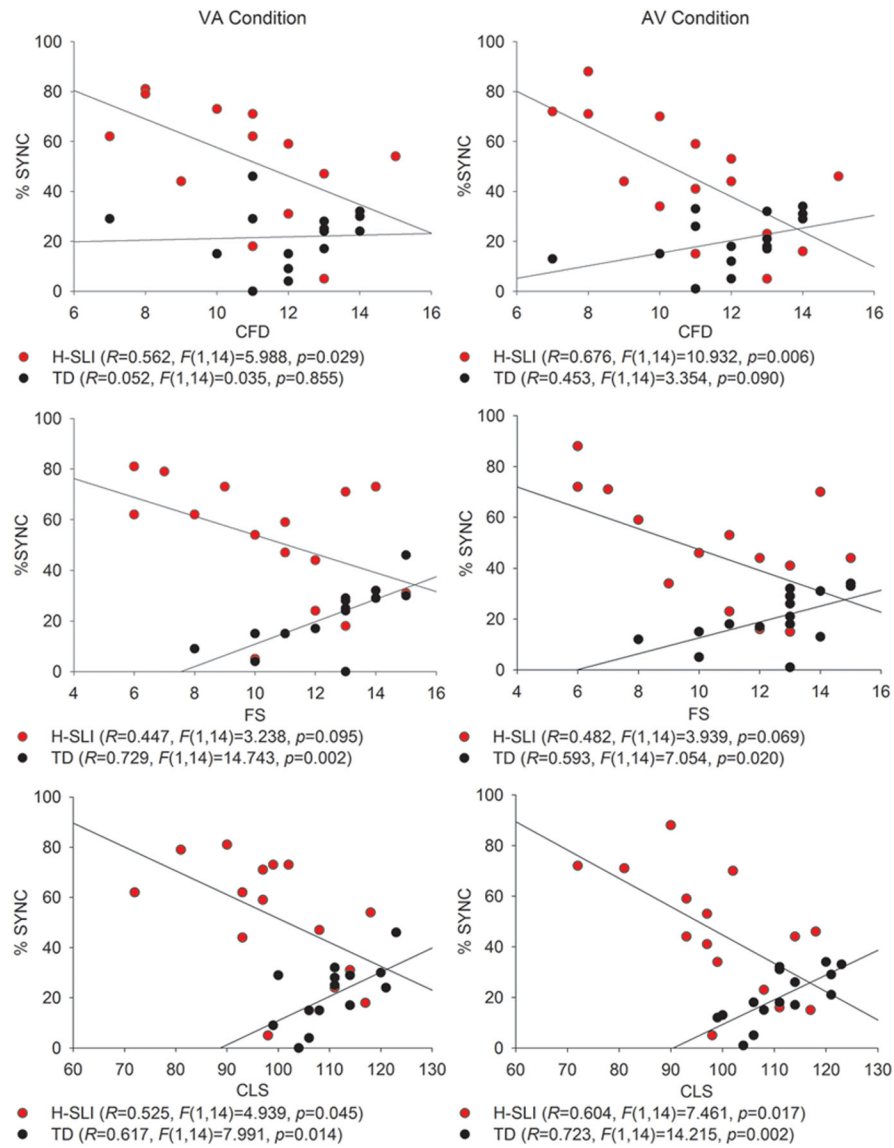 VA Condition
AV Condition
100
80
60
40
20
0
% SYNC
6 8 10 12 14 16
CFD
100
80
60
40
20
0
%SYNC
6 8 10 12 14 16
CFD
H-SLI (R=0.562, F(1,14)=5.988, p=0.029)
TD (R=0.052, F(1,14)=0.035, p=0.855)
H-SLI (R=0.676, F(1,14)=10.932, p=0.006)
TD (R=0.453, F(1,14)=3.354, p=0.090)
100
80
60
40
20
0
%SYNC
4 6 8 10 12 14 16
FS
100
80
60
40
20
0
%SYNC
4 6 8 10 12 14 16
FS
H-SLI (R=0.447, F(1,14)=3.238, p=0.095)
TD (R=0.729, F(1,14)=14.743, p=0.002)
H-SLI (R=0.482, F(1,14)=3.939, p=0.069)
TD (R=0.593, F(1,14)=7.054, p=0.020)
100
80
60
40
20
0
% SYNC
60 70 80 90 100 110 120 130
CLS
100
80
60
40
20
0
% SYNC
60 70 80 90 100 110 120 130
CLS
H-SLI (R=0.525, F(1,14)=4.939, p=0.045)
TD (R=0.617, F(1,14)=7.991, p=0.014)
H-SLI (R=0.604, F(1,14)=7.461, p=0.017)
TD (R=0.723, F(1,14)=14.215, p=0.002)